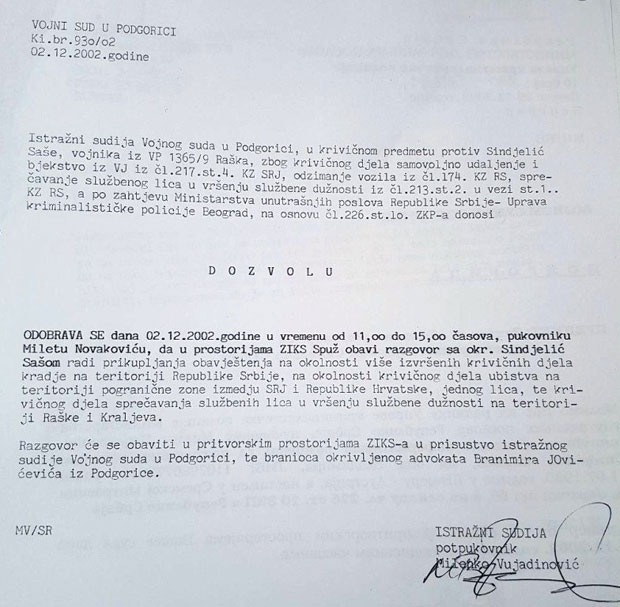 VOJNI SUD U PODGORICI
Ki.br.93o/o2
02.12.2002.godine
Istražni sudija Vojnog suda u Podgorici, u krivičnom predmetu protiv Sindjelić
Saše, vojnika iz VP 1365/9 Raška, zbog krivičnog djela samovoljno udaljenje i
bjekstvo iz VJ iz čl.217.st.4. KZ SRJ, odzimanje vozila iz čl.174. KZ RS, spre-
čavanje službenog lica u vršenju službene dužnosti iz čl.213.st.2. u vezi st.1..
KZ RS, a po zahtjevu Ministarstva unutrašnjih poslova Republike Srbije- Uprava
kriminalističke policije Beograd, na osnovu čl.226.st.lo. ZKP-a donosi
D O Z V O L U
ODOBRAVA SE dana 02.12.2002.godine u vremenu od 11,oo do 15,oo časova, pukovniku
Miletu Novakoviću, da u prostorijama ZIKS Spuž obavi razgovor sa okr. Sindjelić
Sašom radi prikupljanja obavještenja na okolnosti više izvršenih krivičnih djela
kradje na teritoriji Republike Srbije, na okolnosti krivičnog djela ubistva na
teritoriji pogranične zone izmedju SRJ i Republike Hrvatske, jednog lica, te kri-
vičnog djela sprečavanja službenih lica u vršenju službene dužnosti na teritori-
ji Raške i Kraljeva.
Razgovor će se obaviti u pritvorskim prostorijama ZIKS-a u prisustvo istražnog
sudije Vojnog suda u Podgorici, te branioca okrivljenog advokata Branimira JOvi-
ćevića iz Podgorice.
MV/SR
ISTRAŽNI SUDIJA
potpukovnik
Milenko Vujadinović